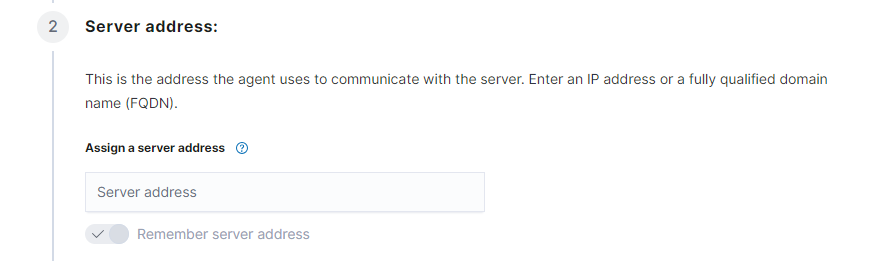 2
Server address:
This is the address the agent uses to communicate with the server. Enter an IP address or a fully qualified domain
name (FQDN).
Assign a server address ?
Server address
Remember server address